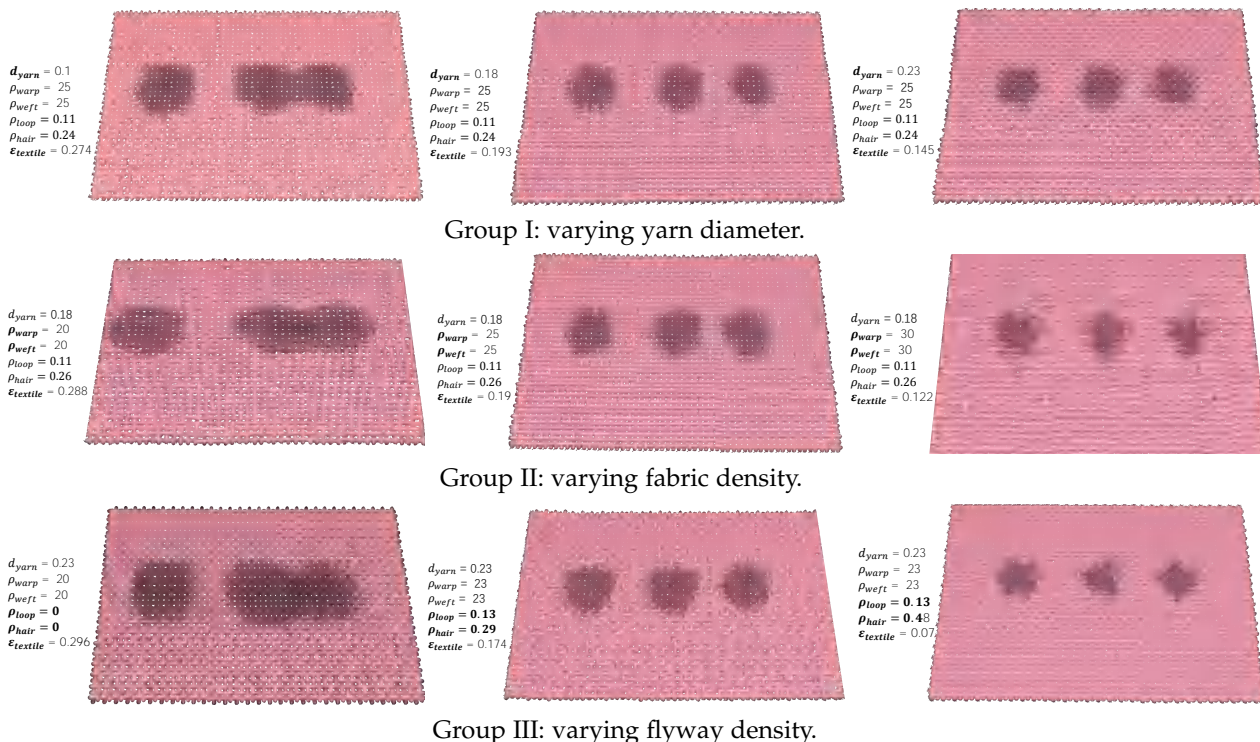 d_yarn = 0.1
ρ_warp = 25
ρ_weft = 25
ρ_loop = 0.11
ρ_hair = 0.24
ε_textile = 0.274
d_yarn = 0.18
ρ_warp = 25
ρ_weft = 25
ρ_loop = 0.11
ρ_hair = 0.24
ε_textile = 0.193
d_yarn = 0.23
ρ_warp = 25
ρ_weft = 25
ρ_loop = 0.11
ρ_hair = 0.24
ε_textile = 0.145
Group I: varying yarn diameter.
d_yarn = 0.18
ρ_warp = 20
ρ_weft = 20
ρ_loop = 0.11
ρ_hair = 0.26
ε_textile = 0.288
d_yarn = 0.18
ρ_warp = 25
ρ_weft = 25
ρ_loop = 0.11
ρ_hair = 0.26
ε_textile = 0.19
d_yarn = 0.18
ρ_warp = 30
ρ_weft = 30
ρ_loop = 0.11
ρ_hair = 0.26
ε_textile = 0.122
Group II: varying fabric density.
d_yarn = 0.23
ρ_warp = 20
ρ_weft = 20
ρ_loop = 0
ρ_hair = 0
ε_textile = 0.296
d_yarn = 0.23
ρ_warp = 23
ρ_weft = 23
ρ_loop = 0.13
ρ_hair = 0.29
ε_textile = 0.174
d_yarn = 0.23
ρ_warp = 23
ρ_weft = 23
ρ_loop = 0.13
ρ_hair = 0.48
ε_textile = 0.07
Group III: varying flyway density.